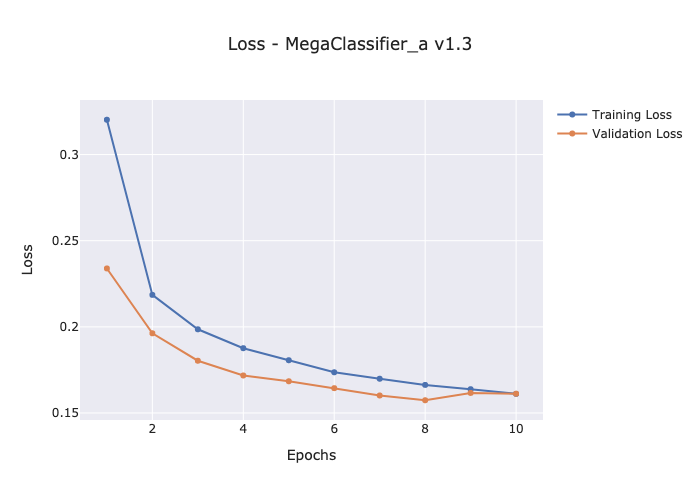 Loss - MegaClassifier_a v1.3
Training Loss
Validation Loss
0.3
0.25
0.2
0.15
Loss
2
4
6
8
10
Epochs